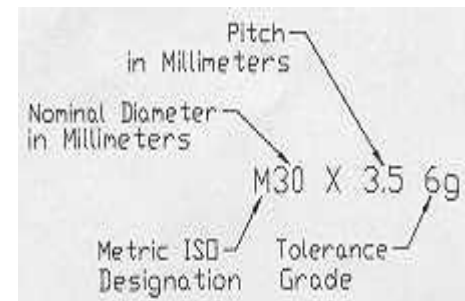 Pitch
in Millimeters
Nominal Diameter
in Millimeters
M30 X 3.5 6g
Metric ISO
Designation
Tolerance
Grade